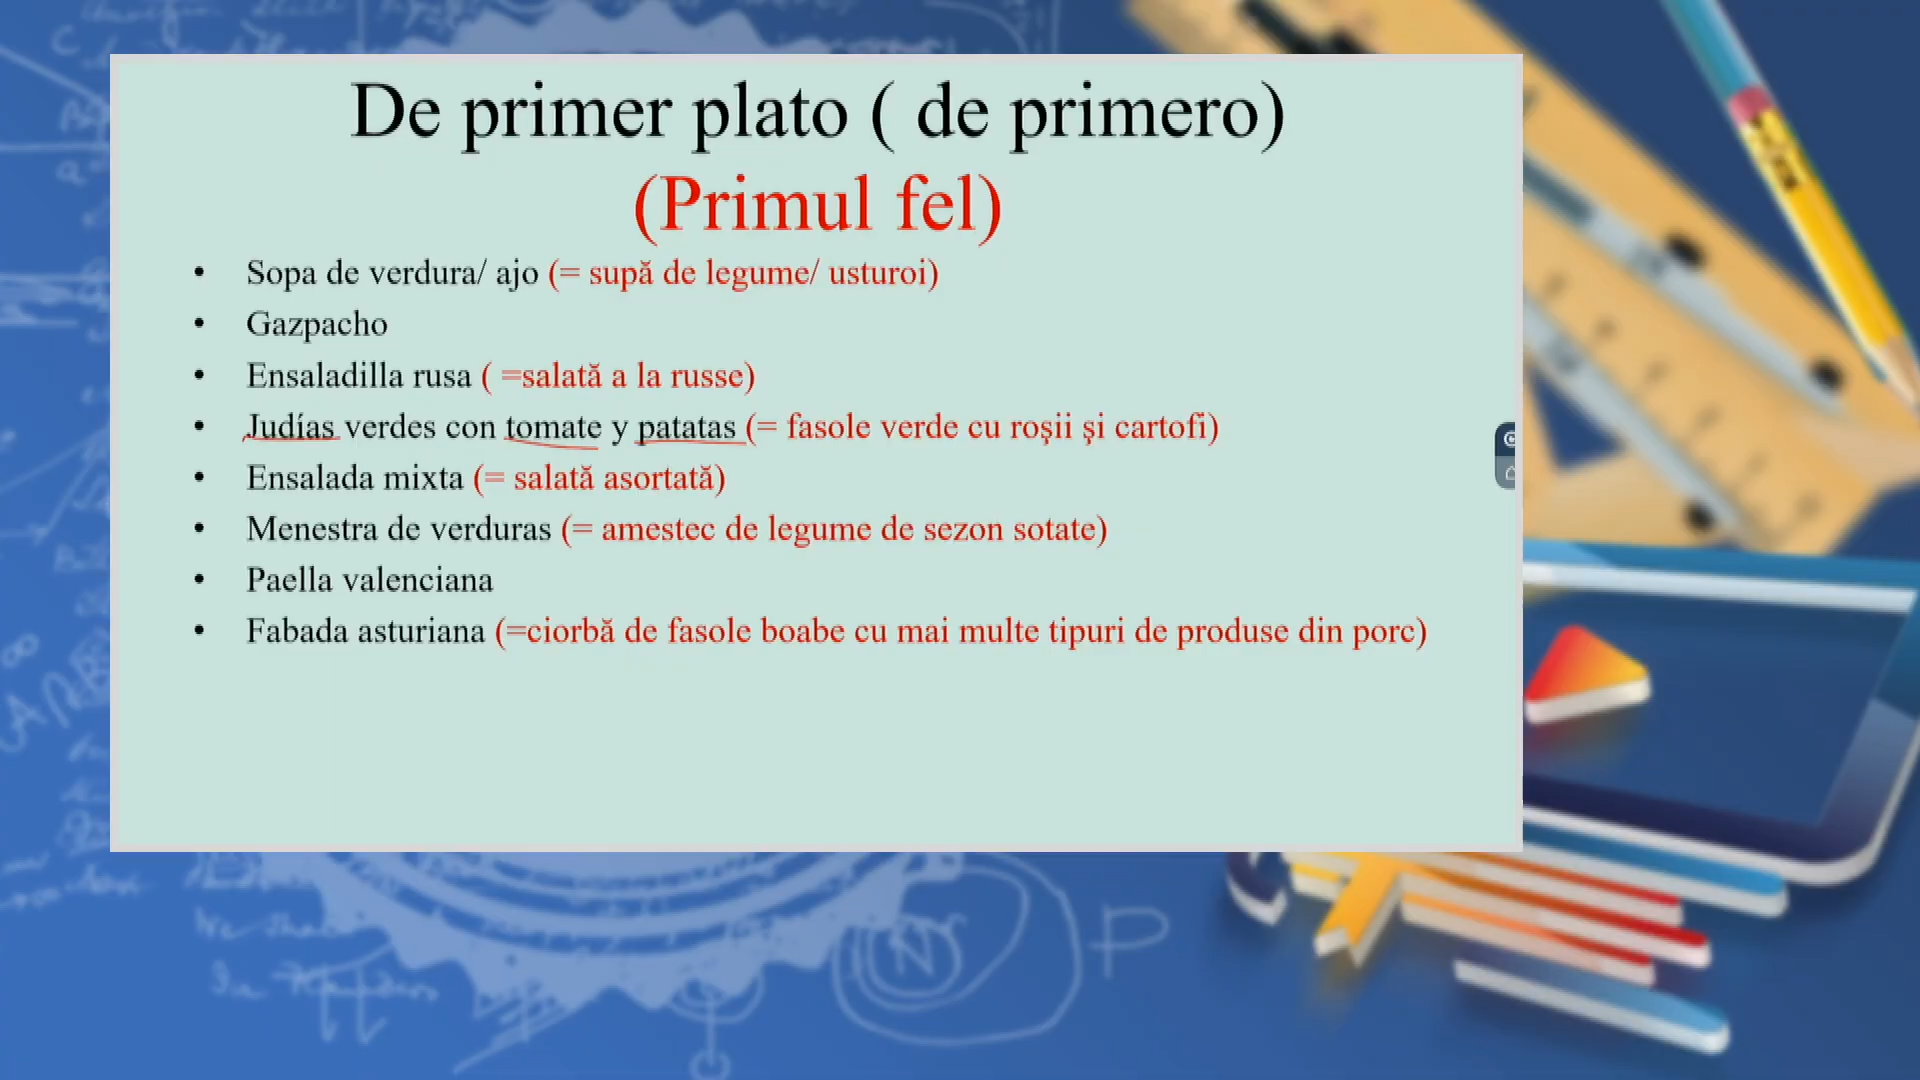 De primer plato ( de primero)
(Primul fel)
• Sopa de verdura/ ajo (= supă de legume/ usturoi)
• Gazpacho
• Ensaladilla rusa ( =salată a la russe)
• Judías verdes con tomate y patatas (= fasole verde cu roşii şi cartofi)
• Ensalada mixta (= salată asortată)
• Menestra de verduras (= amestec de legume de sezon sotate)
• Paella valenciana
• Fabada asturiana (=ciorbă de fasole boabe cu mai multe tipuri de produse din porc)
P